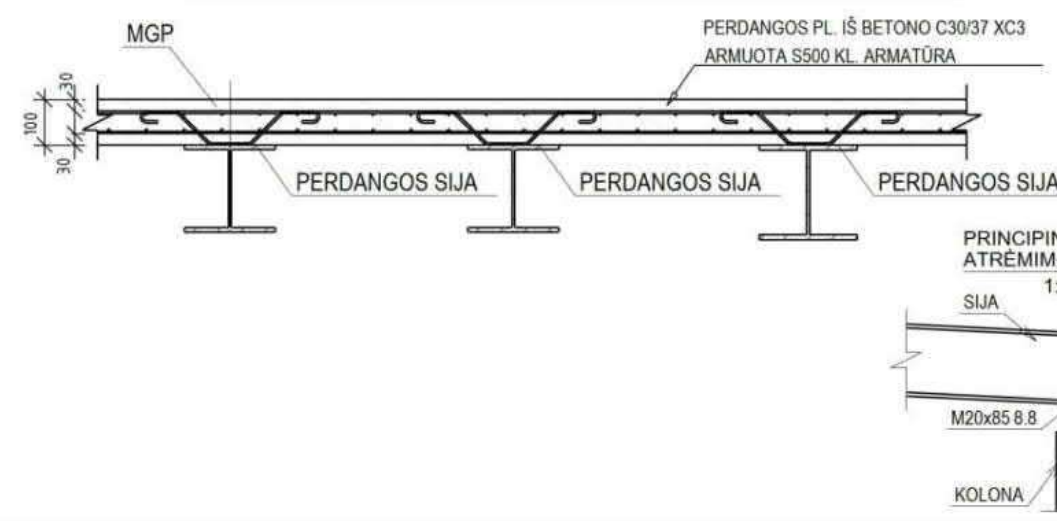 MGP
PERDANGOS PL. IŠ BETONO C30/37 XC3
ARMUOTA S500 KL. ARMATŪRA
30
100
30
PERDANGOS SIJA
PERDANGOS SIJA
PERDANGOS SIJA
PRINCIPIN
ATRĖMIM
1:
SIJA
M20x85 8.8
KOLONA